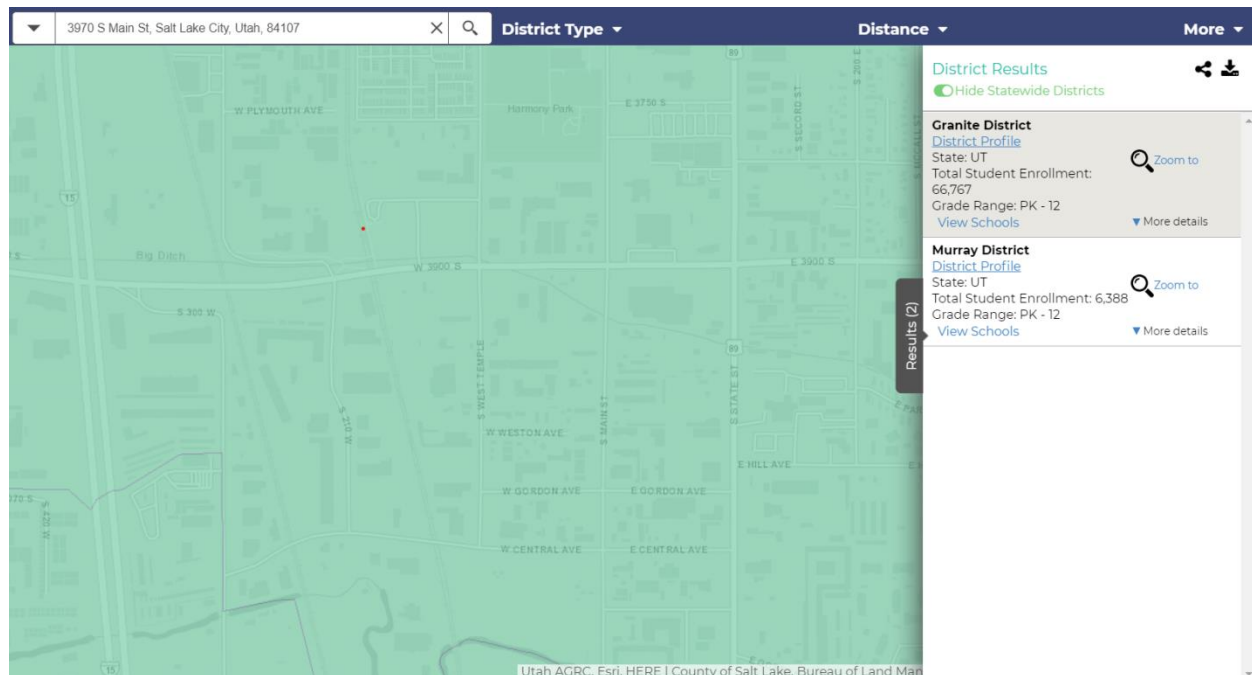 3970 S Main St, Salt Lake City, Utah, 84107
District Type
Distance
More
District Results
Hide Statewide Districts
Granite District
District Profile
State: UT
Total Student Enrollment:
66,767
Grade Range: PK - 12
View Schools
Zoom to
More details
Murray District
District Profile
State: UT
Total Student Enrollment: 6,388
Grade Range: PK - 12
View Schools
Zoom to
More details
Results (2)
89
S 200 E
W PLYMOUTH AVE
Harmony Park
E 3750 S
S SECORD ST
15
Big Ditch
W 3900 S
E 3900 S
S 300 W
89
S WEST TEMPLE
S MAIN ST
S STATE ST
S 210 W
W WESTON AVE
E HILL AVE
W GORDON AVE
E GORDON AVE
S 420 W
W CENTRAL AVE
E CENTRAL AVE
15
Utah AGRC, Esri, HERE | County of Salt Lake, Bureau of Land Man